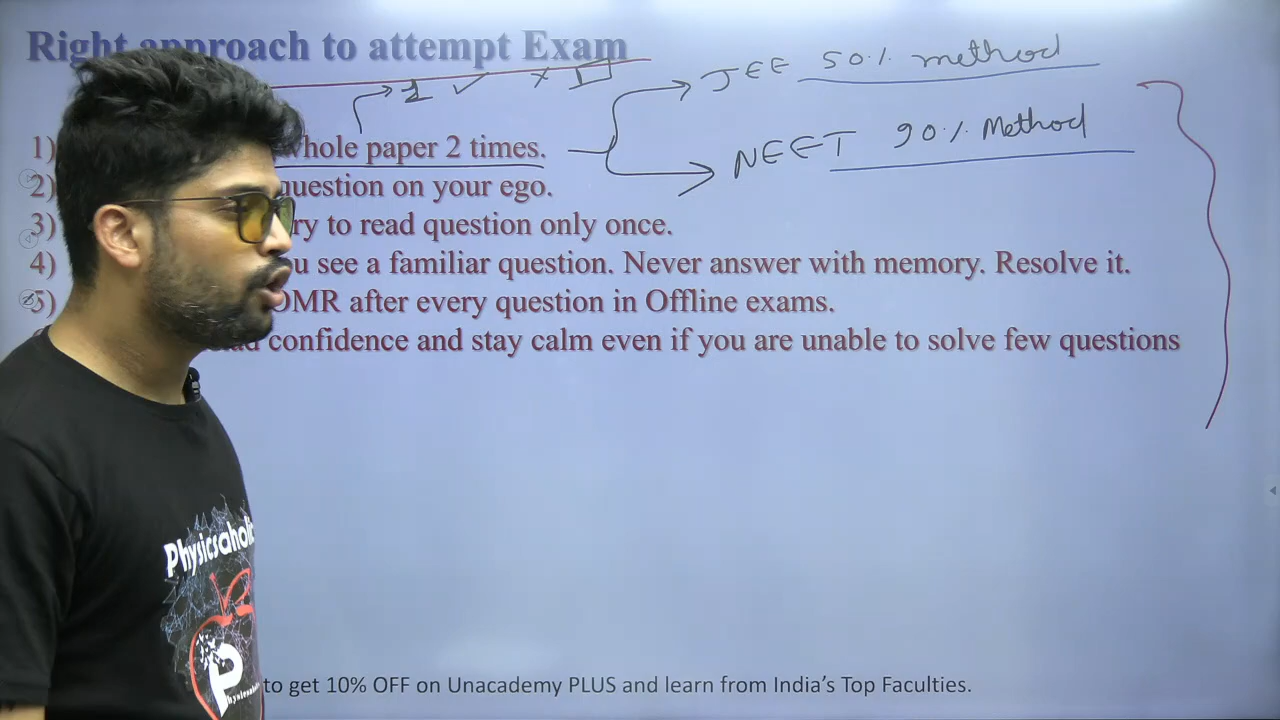 Right approach to attempt Exam
JEE 50% method
1 ✓ ×
1) whole paper 2 times.
NEET 90% Method
2) question on your ego.
3) to read question only once.
4) see a familiar question. Never answer with memory. Resolve it.
5) OMR after every question in Offline exams.
confidence and stay calm even if you are unable to solve few questions
Physicsaholic
P
to get 10% OFF on Unacademy PLUS and learn from India's Top Faculties.